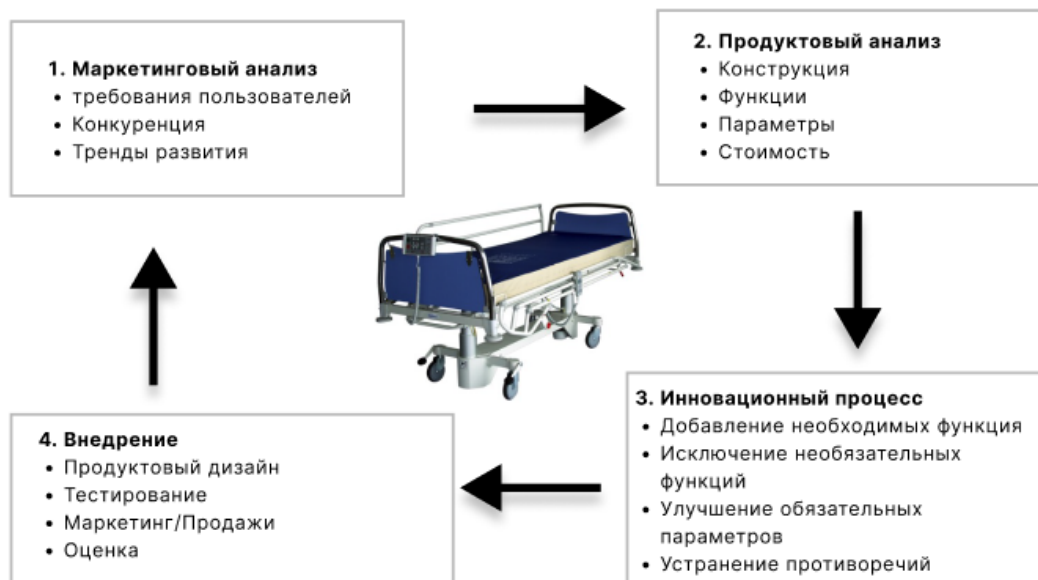 1. Маркетинговый анализ
• требования пользователей
• Конкуренция
• Тренды развития
2. Продуктовый анализ
• Конструкция
• Функции
• Параметры
• Стоимость
3. Инновационный процесс
• Добавление необходимых функция
• Исключение необязательных
функций
• Улучшение обязательных
параметров
• Устранение противоречий
4. Внедрение
• Продуктовый дизайн
• Тестирование
• Маркетинг/Продажи
• Оценка